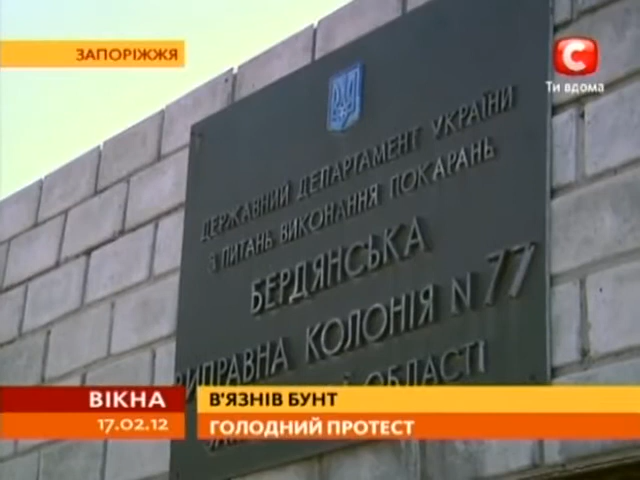 ЗАПОРІЖЖЯ
С
Ти вдома
ДЕРЖАВНИЙ ДЕПАРТАМЕНТ УКРАЇНИ
З ПИТАНЬ ВИКОНАННЯ ПОКАРАНЬ
БЕРДЯНСЬКА
ВИПРАВНА КОЛОНІЯ N 77
ОБЛАСТІ
ВІКНА
17.02.12
В'ЯЗНІВ БУНТ
ГОЛОДНИЙ ПРОТЕСТ